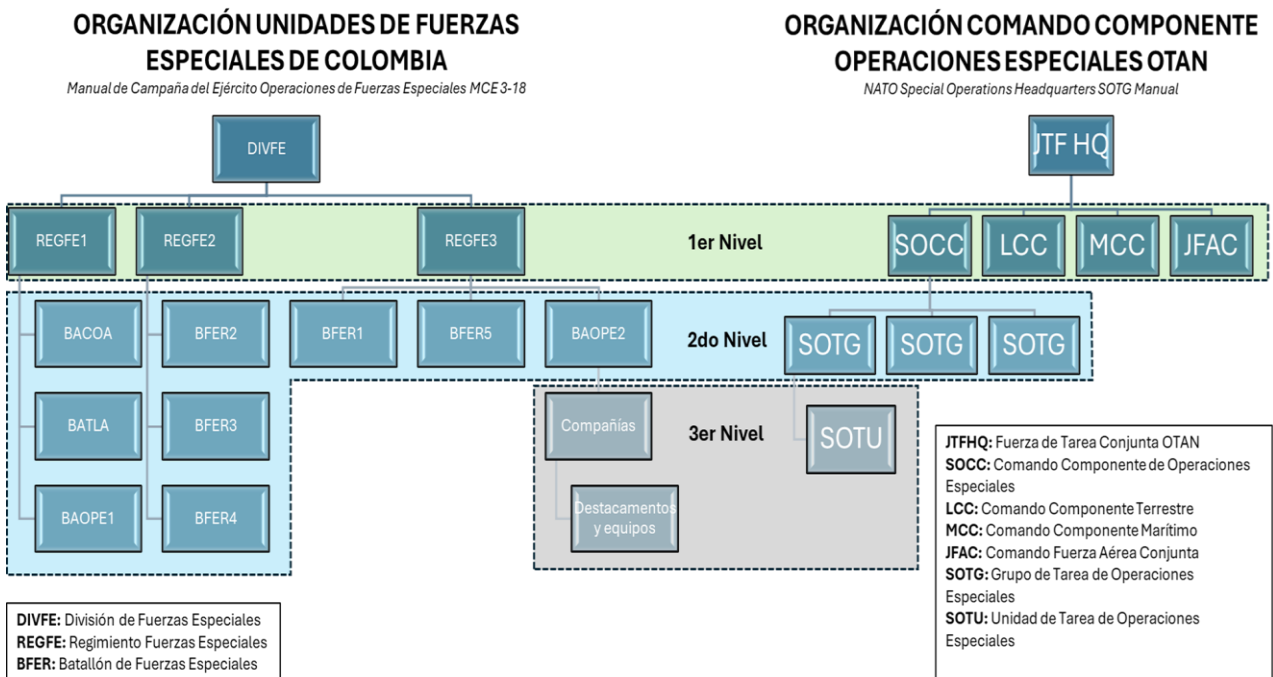 ORGANIZACIÓN UNIDADES DE FUERZAS
ESPECIALES DE COLOMBIA
Manual de Campaña del Ejército Operaciones de Fuerzas Especiales MCE 3-18
ORGANIZACIÓN COMANDO COMPONENTE
OPERACIONES ESPECIALES OTAN
NATO Special Operations Headquarters SOTG Manual
DIVFE
JTF HQ
REGFE1
REGFE2
REGFE3
1er Nivel
SOCC
LCC
MCC
JFAC
BACOA
BFER2
BFER1
BFER5
BAOPE2
2do Nivel
SOTG
SOTG
SOTG
BATLA
BFER3
Compañías
3er Nivel
SOTU
BAOPE1
BFER4
Destacamentos
y equipos
JTFHQ: Fuerza de Tarea Conjunta OTAN
SOCC: Comando Componente de Operaciones
Especiales
LCC: Comando Componente Terrestre
MCC: Comando Componente Marítimo
JFAC: Comando Fuerza Aérea Conjunta
SOTG: Grupo de Tarea de Operaciones
Especiales
SOTU: Unidad de Tarea de Operaciones
Especiales
DIVFE: División de Fuerzas Especiales
REGFE: Regimiento Fuerzas Especiales
BFER: Batallón de Fuerzas Especiales